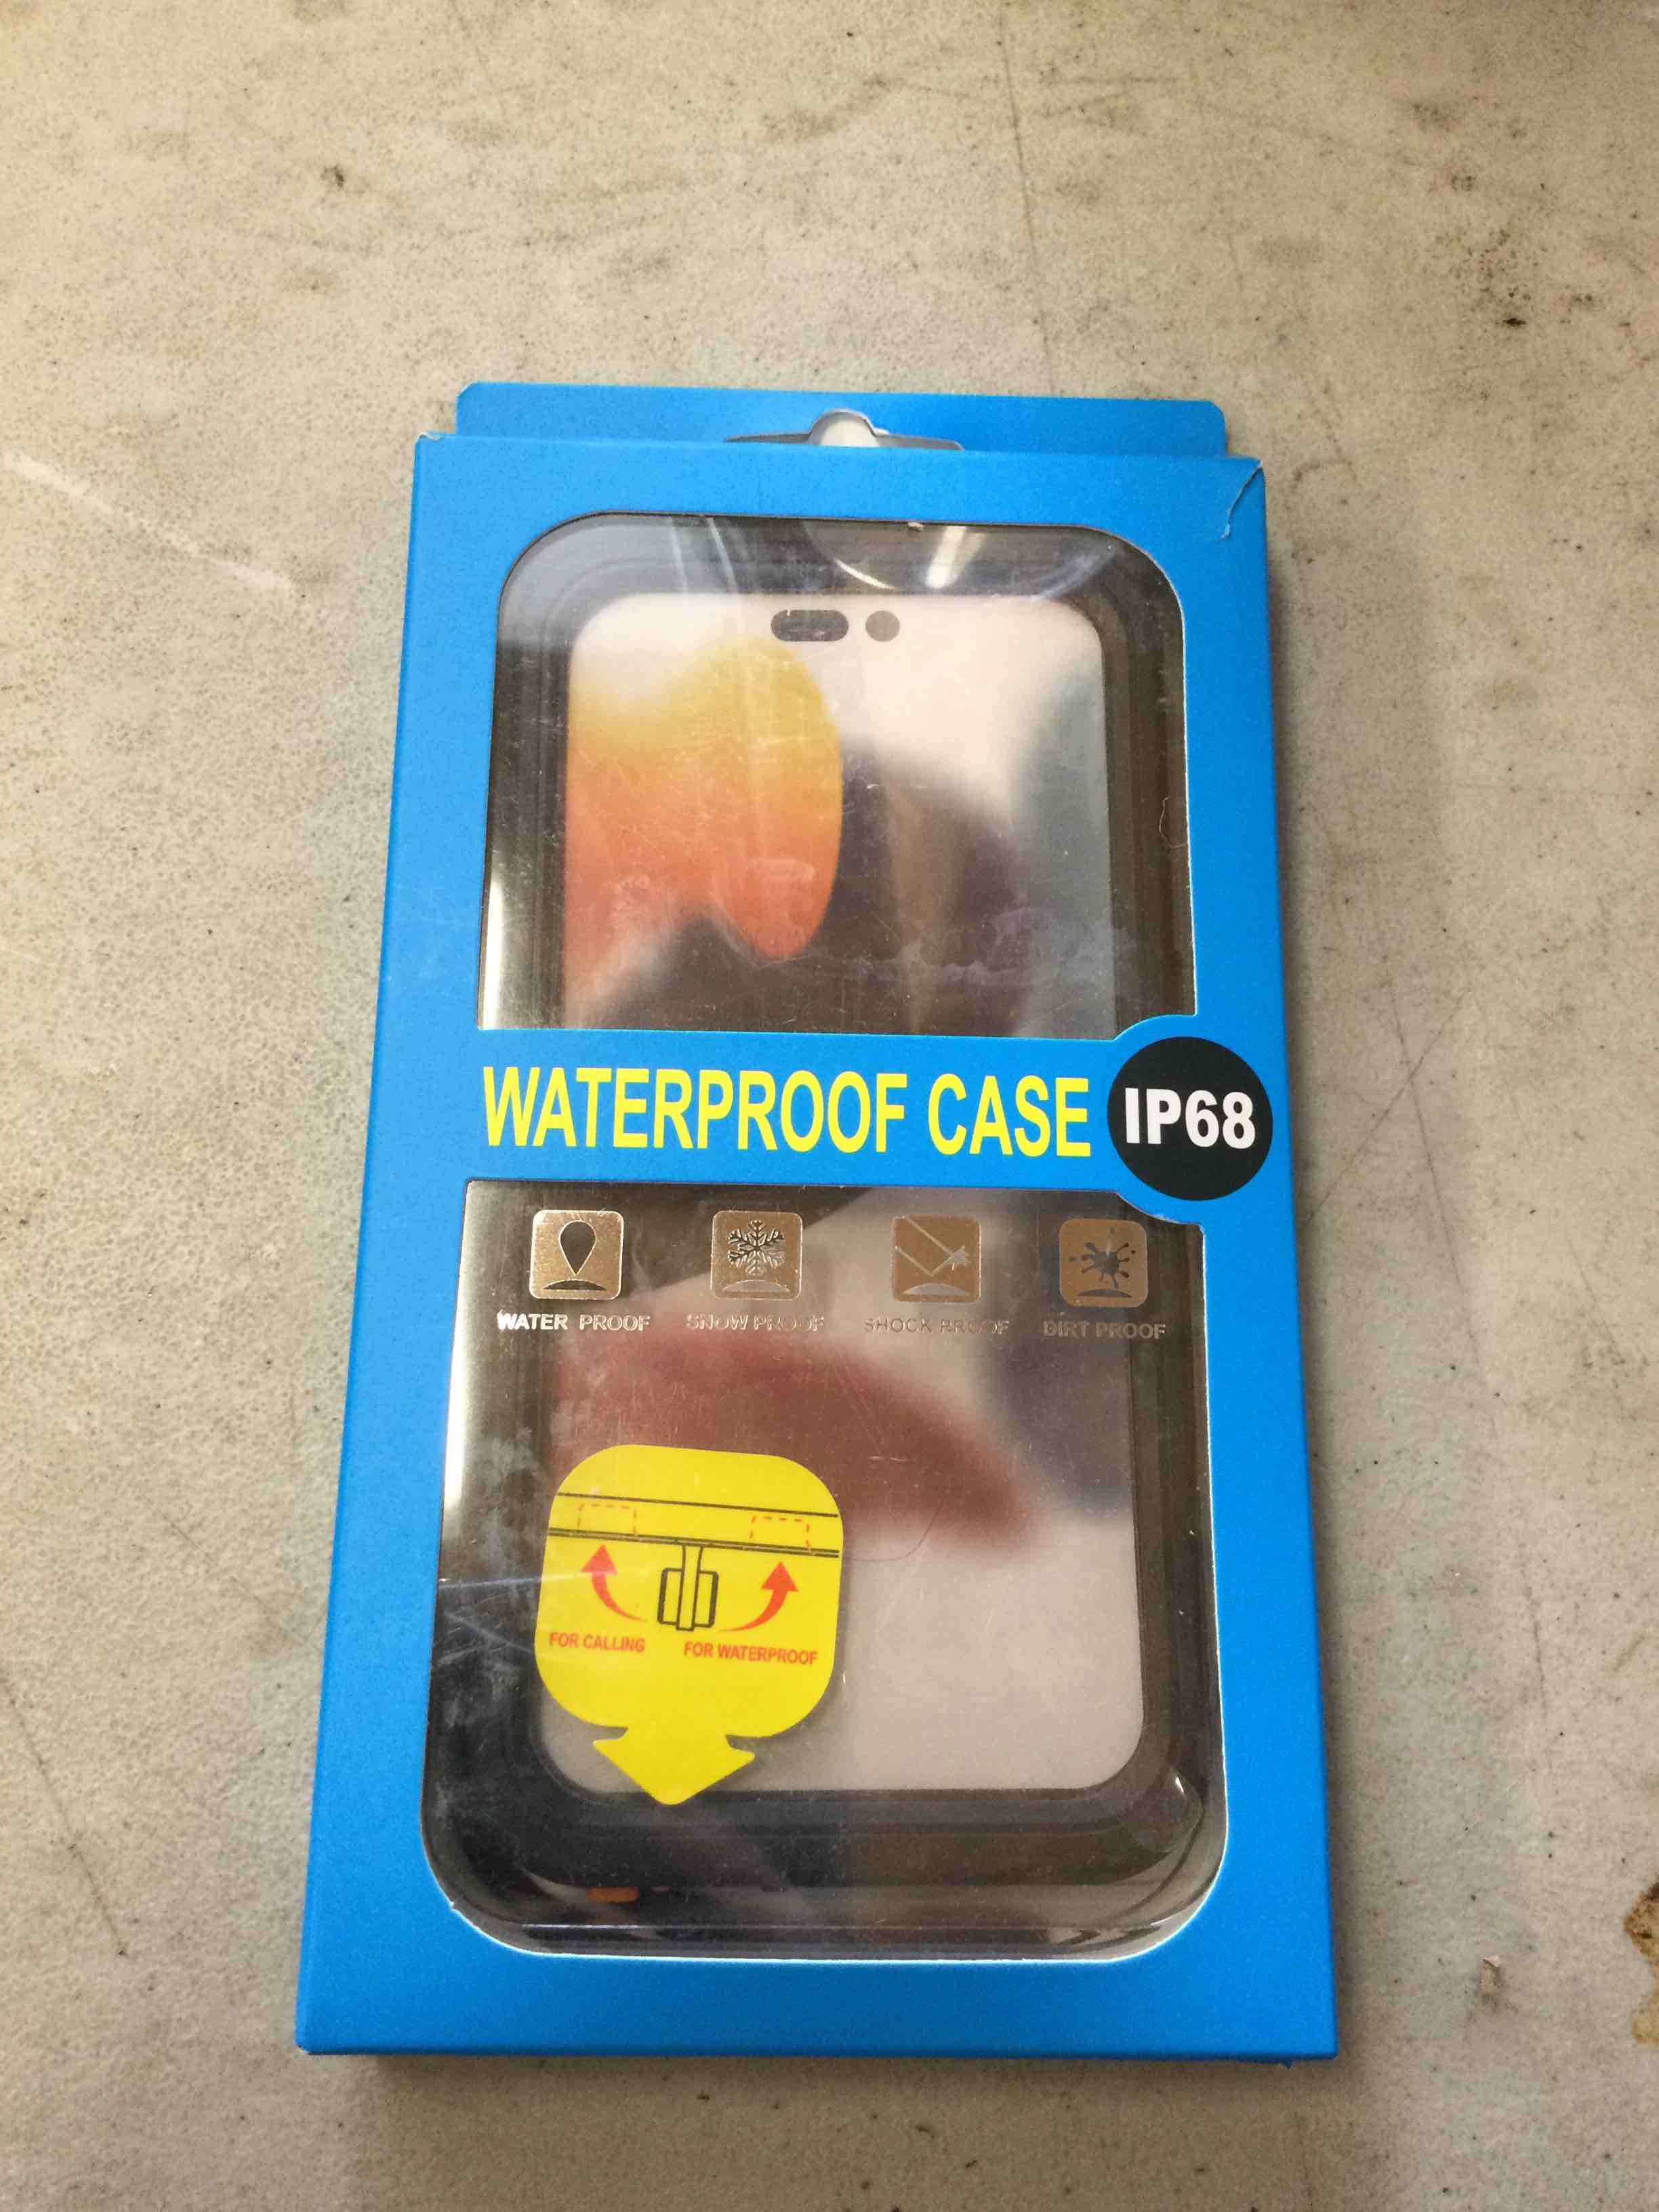 WATERPROOF CASE IP68
WATER PROOF SNOW PROOF SHOCK PROOF DIRT PROOF
FOR CALLING FOR WATERPROOF